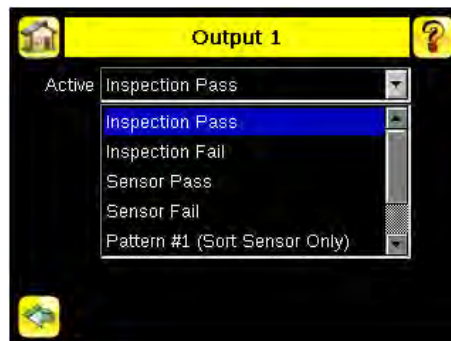 Output 1
?
Active Inspection Pass
Inspection Pass
Inspection Fail
Sensor Pass
Sensor Fail
Pattern #1 (Sort Sensor Only)